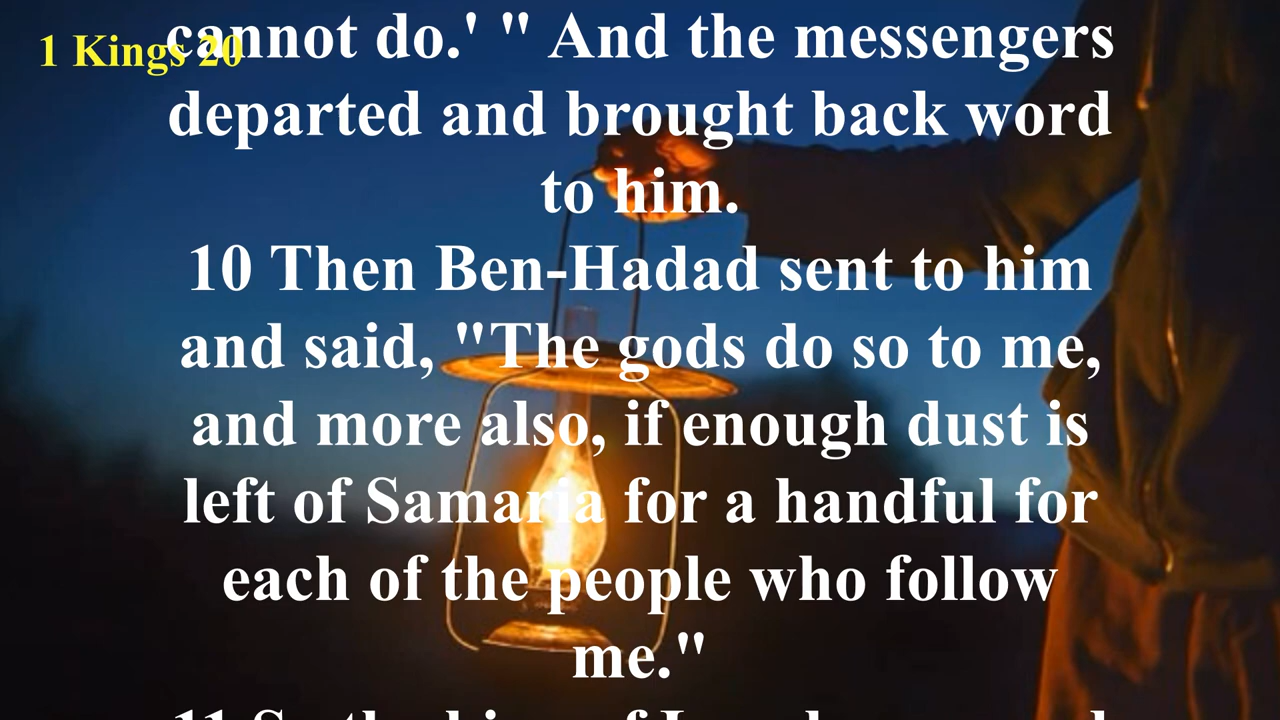 1 Kings 20
cannot do.' " And the messengers
departed and brought back word
to him.
10 Then Ben-Hadad sent to him
and said, "The gods do so to me,
and more also, if enough dust is
left of Samaria for a handful for
each of the people who follow
me."